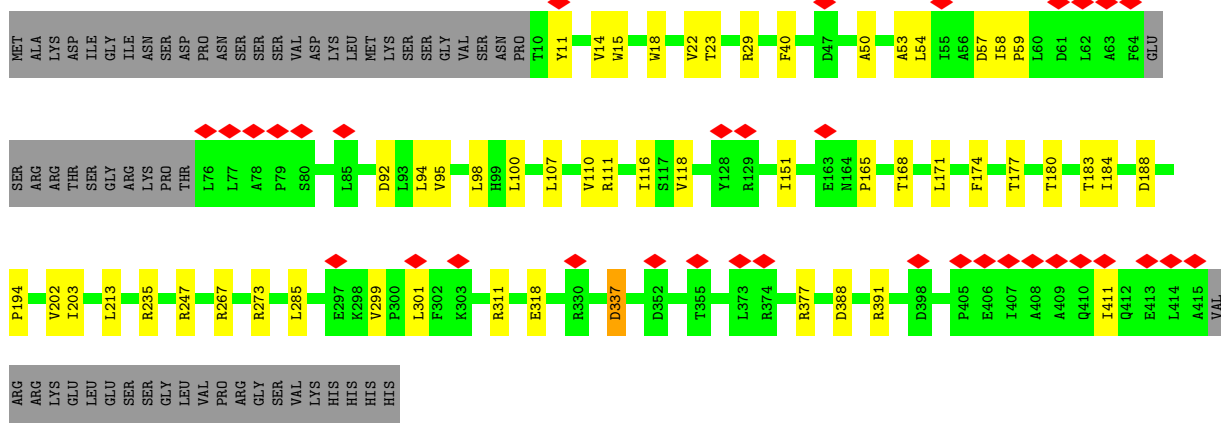 MET ALA LYS ASP ILE GLY ILE ASN SER ASP PRO ASN SER SER SER VAL ASP LYS LEU MET LYS SER SER GLY VAL SER ASN PRO T10 Y11 V14 W15 W18 V22 T23 R29 F40 D47 A50 A53 L54 I55 A56 D57 I58 P59 L60 D61 L62 A63 F64 GLU
SER ARG ARG THR SER GLY ARG LYS PRO THR L76 L77 A78 P79 S80 L85 D92 L93 L94 V95 L98 H99 L100 L107 V110 R111 I116 S117 V118 Y128 R129 I151 E163 N164 P165 T168 L171 F174 T177 T180 T183 I184 D188
P194 V202 I203 L213 R235 R247 R267 R273 L285 E297 K298 V299 P300 L301 F302 K303 R311 E318 R330 D337 D352 T355 L373 R374 R377 D388 R391 D398 P405 E406 I407 A408 A409 Q410 I411 Q412 E413 L414 A415 VAL
ARG ARG LYS GLU LEU GLU SER SER GLY LEU VAL PRO ARG GLY SER VAL LYS HIS HIS HIS HIS